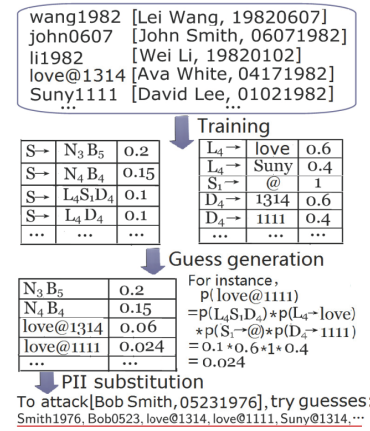 wang1982 [Lei Wang, 19820607]
john0607 [John Smith, 06071982]
li1982 [Wei Li, 19820102]
love@1314 [Ava White, 04171982]
Suny1111 [David Lee, 01021982]
...
Training
S→ N₃B₅ 0.2
S→ N₄B₄ 0.15
S→ L₄S₁D₄ 0.1
S→ L₄D₄ 0.1
... ... ...
L₄→ love 0.6
L₄→ Suny 0.4
S₁→ @ 1
D₄→ 1314 0.6
D₄→ 1111 0.4
... ... ...
Guess generation
N₃B₅ 0.2
N₄B₄ 0.15
love@1314 0.06
love@1111 0.024
... ...
For instance,
p(love@1111)
=p(L₄S₁D₄)*p(L₄→love)
*p(S₁→@)*p(D₄→1111)
=0.1*0.6*1*0.4
=0.024
PII substitution
To attack[Bob Smith,05231976],try guesses:
Smith1976, Bob0523, love@1314, love@1111, Suny@1314,···